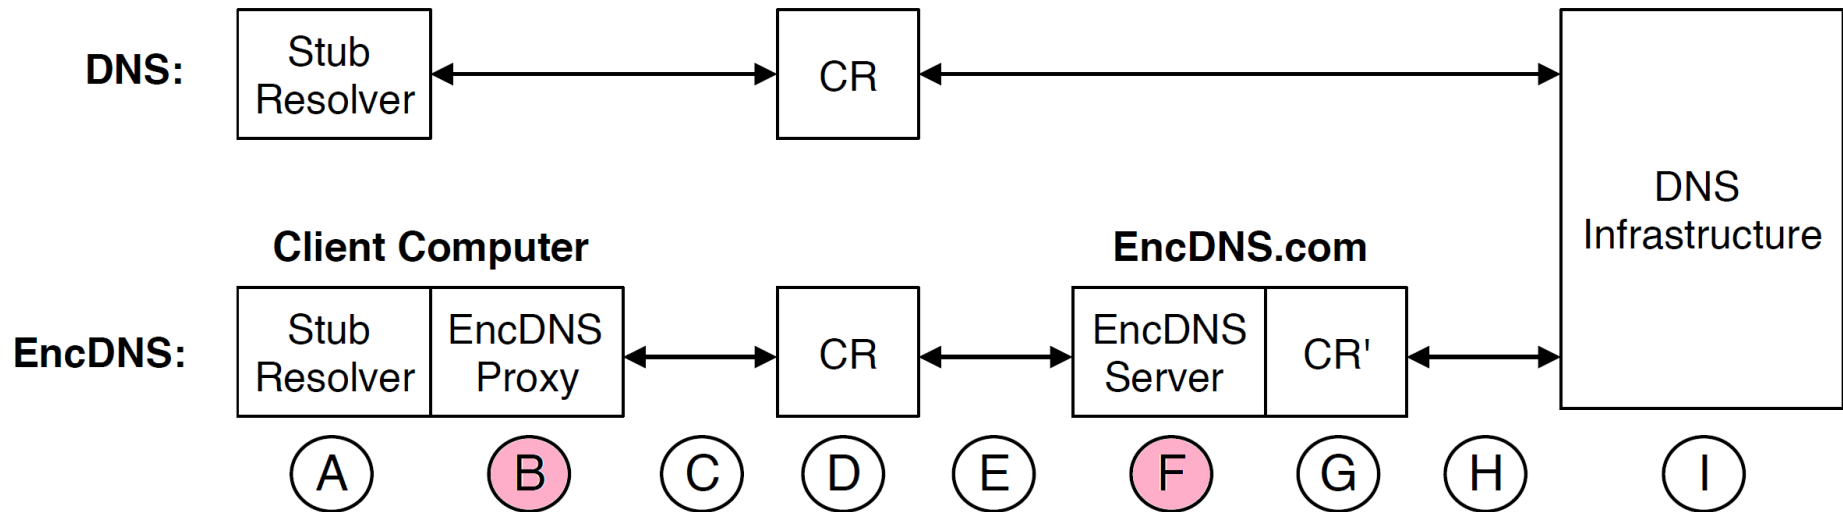 DNS:
Stub
Resolver
CR
DNS
Infrastructure
Client Computer
EncDNS.com
EncDNS:
Stub
Resolver
EncDNS
Proxy
CR
EncDNS
Server
CR'
A
B
C
D
E
F
G
H
I